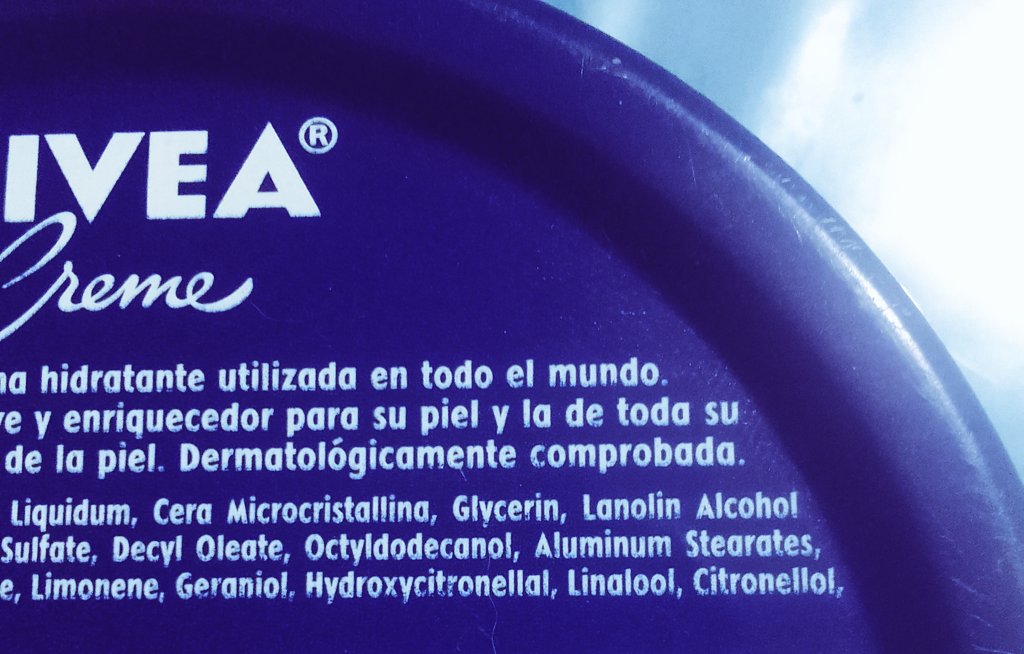 IVEA®
Creme
na hidratante utilizada en todo el mundo.
ve y enriquecedor para su piel y la de toda su
de la piel. Dermatológicamente comprobada.
Liquidum, Cera Microcristallina, Glycerin, Lanolin Alcohol
Sulfate, Decyl Oleate, Octyldodecanol, Aluminum Stearates,
e, Limonene, Geraniol, Hydroxycitronellal, Linalool, Citronellol,